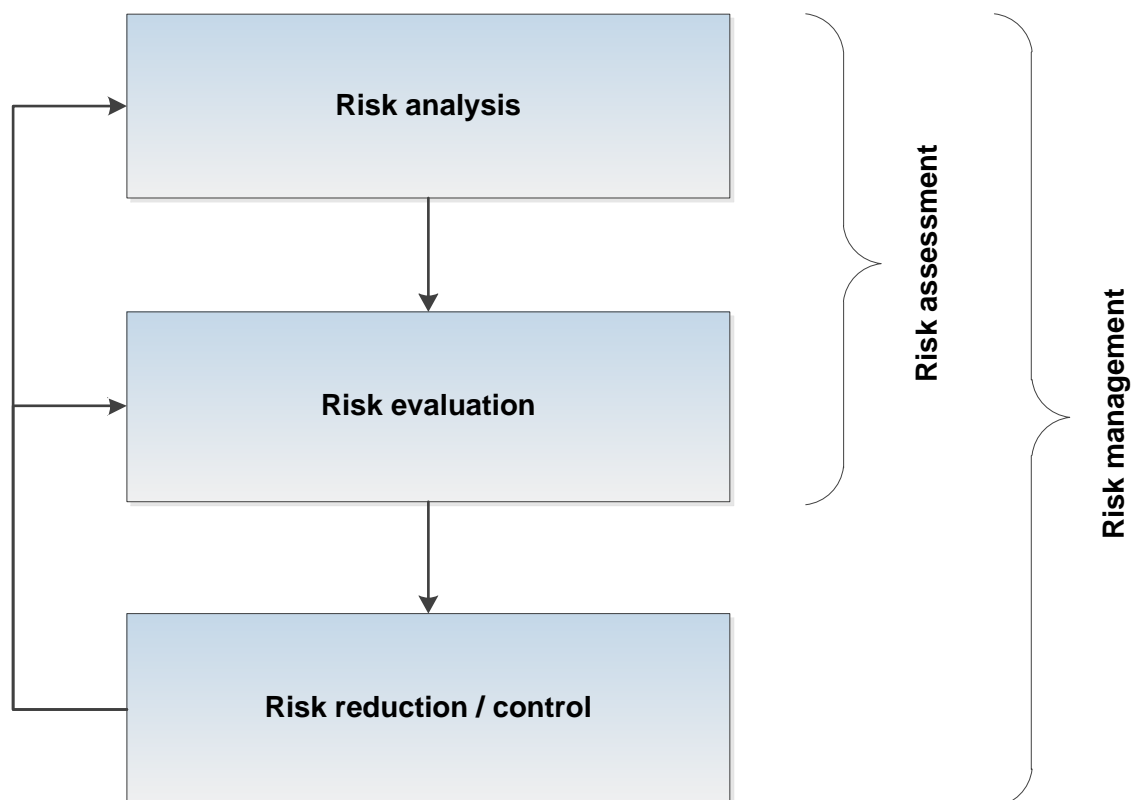 Risk analysis
Risk evaluation
Risk reduction / control
Risk assessment
Risk management